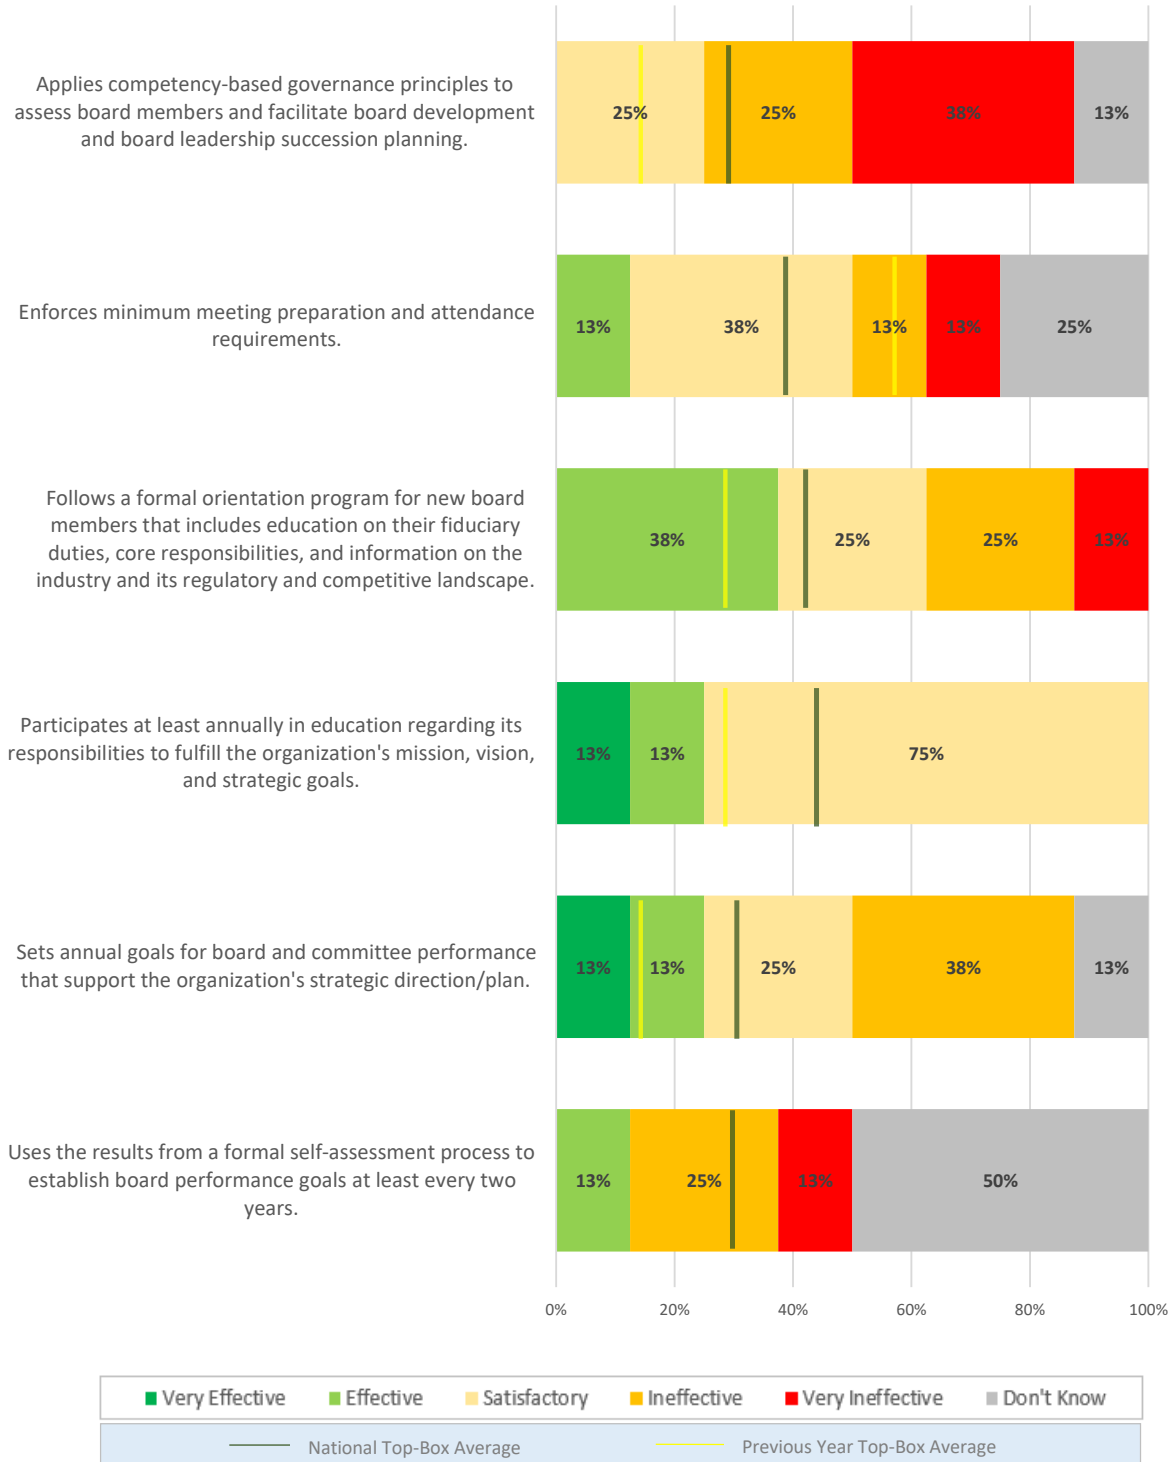 Applies competency-based governance principles to
assess board members and facilitate board development
and board leadership succession planning.
25%
25%
38%
13%
Enforces minimum meeting preparation and attendance
requirements.
13%
38%
13%
13%
25%
Follows a formal orientation program for new board
members that includes education on their fiduciary
duties, core responsibilities, and information on the
industry and its regulatory and competitive landscape.
38%
25%
25%
13%
Participates at least annually in education regarding its
responsibilities to fulfill the organization's mission, vision,
and strategic goals.
13%
13%
75%
Sets annual goals for board and committee performance
that support the organization's strategic direction/plan.
13%
13%
25%
38%
13%
Uses the results from a formal self-assessment process to
establish board performance goals at least every two
years.
13%
25%
13%
50%
0%
20%
40%
60%
80%
100%
Very Effective
Effective
Satisfactory
Ineffective
Very Ineffective
Don't Know
National Top-Box Average
Previous Year Top-Box Average